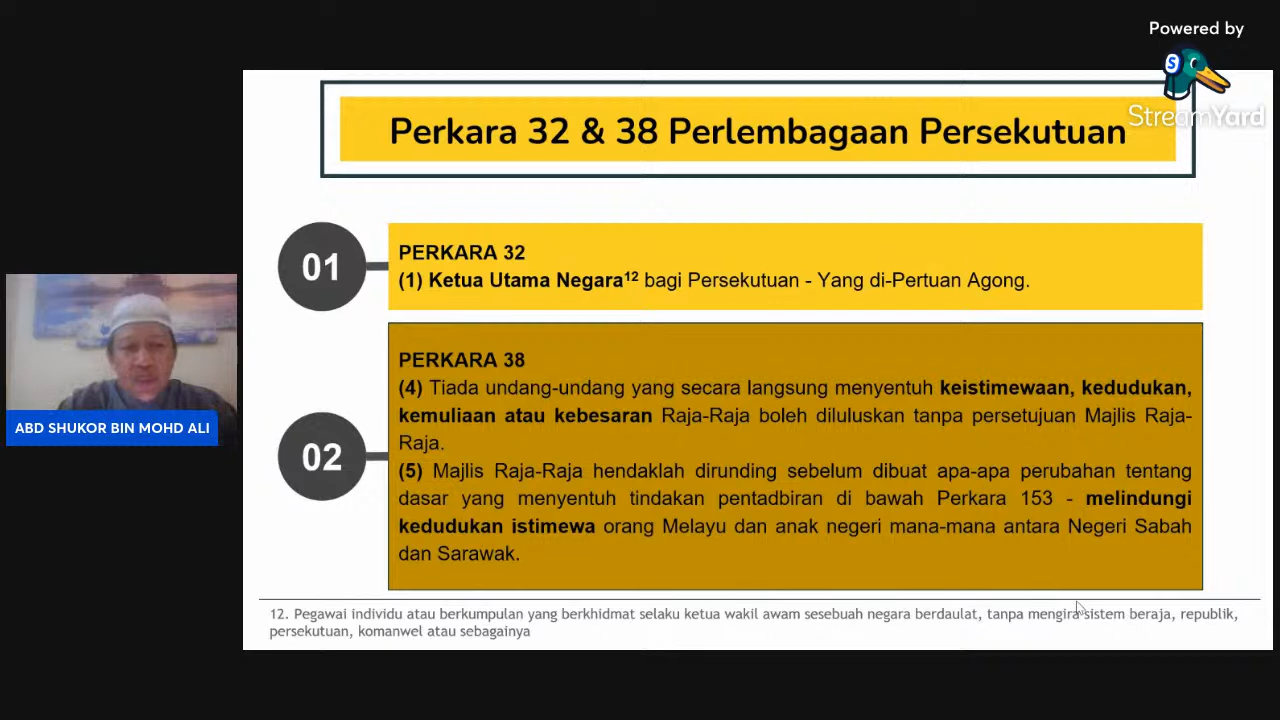 Powered by
S
StreamYard
Perkara 32 & 38 Perlembagaan Persekutuan
01
PERKARA 32
(1) Ketua Utama Negara¹² bagi Persekutuan - Yang di-Pertuan Agong.
02
PERKARA 38
(4) Tiada undang-undang yang secara langsung menyentuh keistimewaan, kedudukan,
kemuliaan atau kebesaran Raja-Raja boleh diluluskan tanpa persetujuan Majlis Raja-
Raja.
(5) Majlis Raja-Raja hendaklah dirunding sebelum dibuat apa-apa perubahan tentang
dasar yang menyentuh tindakan pentadbiran di bawah Perkara 153 - melindungi
kedudukan istimewa orang Melayu dan anak negeri mana-mana antara Negeri Sabah
dan Sarawak.
ABD SHUKOR BIN MOHD ALI
12. Pegawai individu atau berkumpulan yang berkhidmat selaku ketua wakil awam sesebuah negara berdaulat, tanpa mengira sistem beraja, republik,
persekutuan, komanwel atau sebagainya